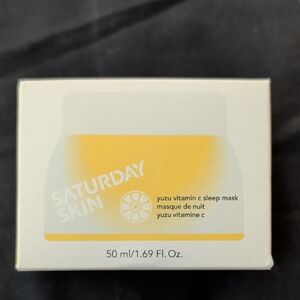 SATURDAY
SKIN
yuzu vitamin c sleep mask
masque de nuit
yuzu vitamine c
50 ml/1.69 Fl. Oz.